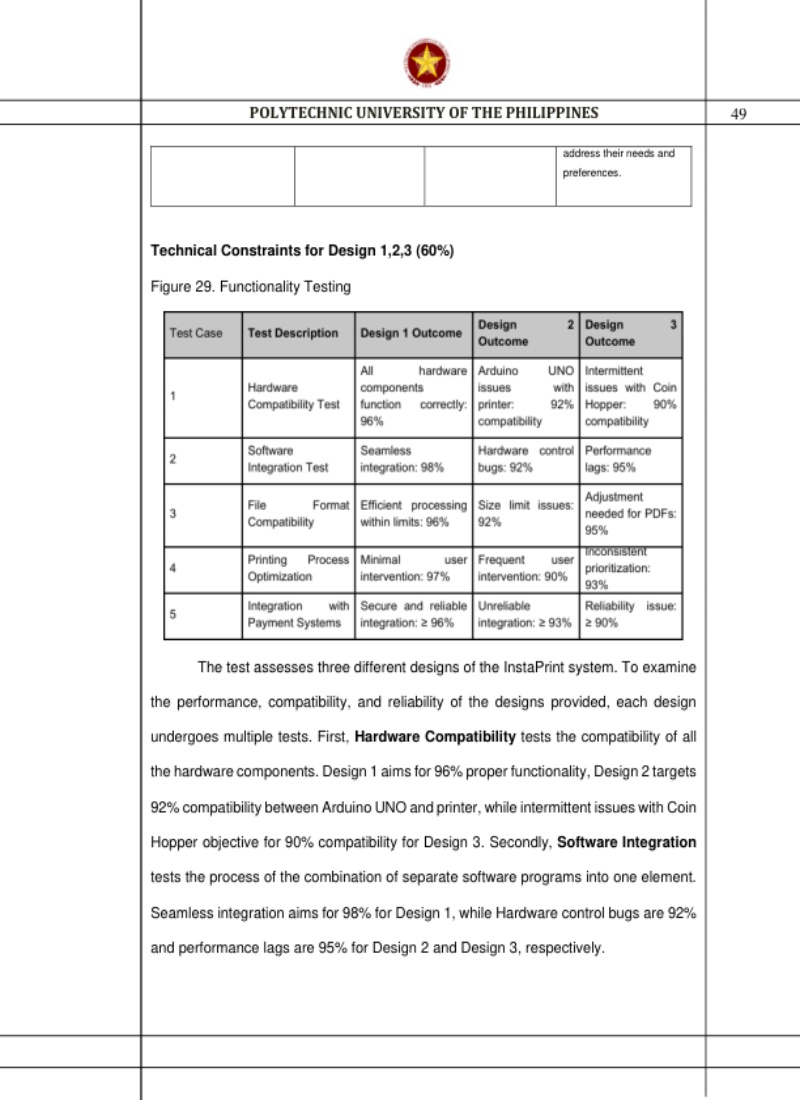 POLYTECHNIC UNIVERSITY OF THE PHILIPPINES
49
address their needs and
preferences.
Technical Constraints for Design 1,2,3 (60%)
Figure 29. Functionality Testing
Test Case
Test Description
Design 1 Outcome
Design 2
Outcome
Design 3
Outcome
1
Hardware
Compatibility Test
All hardware
components
function correctly:
96%
Arduino UNO
issues with
printer: 92%
compatibility
Intermittent
issues with Coin
Hopper: 90%
compatibility
2
Software
Integration Test
Seamless
integration: 98%
Hardware control
bugs: 92%
Performance
lags: 95%
3
File Format
Compatibility
Efficient processing
within limits: 96%
Size limit issues:
92%
Adjustment
needed for PDFs:
95%
4
Printing Process
Optimization
Minimal user
intervention: 97%
Frequent user
intervention: 90%
Inconsistent
prioritization:
93%
5
Integration with
Payment Systems
Secure and reliable
integration: ≥ 96%
Unreliable
integration: ≥ 93%
Reliability issue:
≥ 90%
The test assesses three different designs of the InstaPrint system. To examine
the performance, compatibility, and reliability of the designs provided, each design
undergoes multiple tests. First, Hardware Compatibility tests the compatibility of all
the hardware components. Design 1 aims for 96% proper functionality, Design 2 targets
92% compatibility between Arduino UNO and printer, while intermittent issues with Coin
Hopper objective for 90% compatibility for Design 3. Secondly, Software Integration
tests the process of the combination of separate software programs into one element.
Seamless integration aims for 98% for Design 1, while Hardware control bugs are 92%
and performance lags are 95% for Design 2 and Design 3, respectively.